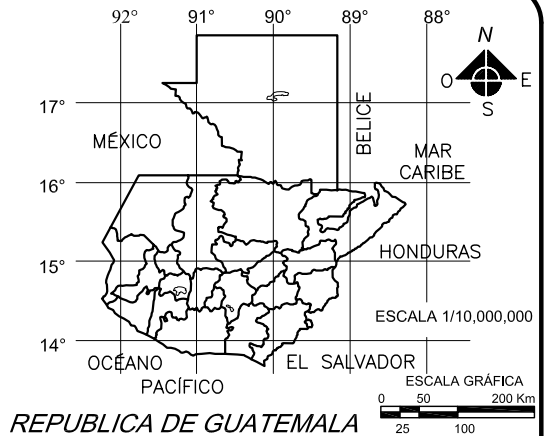 92° 91° 90° 89° 88°
N
O E
S
17°
MÉXICO
BELICE
MAR
CARIBE
16°
HONDURAS
15°
ESCALA 1/10,000,000
14°
OCÉANO
PACÍFICO
EL SALVADOR
ESCALA GRÁFICA
0 50 200 Km
25 100
REPUBLICA DE GUATEMALA